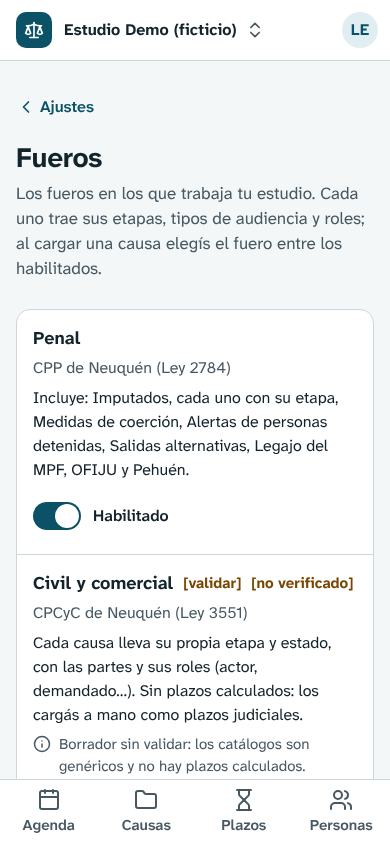 Estudio Demo (ficticio)
LE
Ajustes
Fueros
Los fueros en los que trabaja tu estudio. Cada
uno trae sus etapas, tipos de audiencia y roles;
al cargar una causa elegís el fuero entre los
habilitados.
Penal
CPP de Neuquén (Ley 2784)
Incluye: Imputados, cada uno con su etapa,
Medidas de coerción, Alertas de personas
detenidas, Salidas alternativas, Legajo del
MPF, OFIJU y Pehuén.
Habilitado
Civil y comercial [validar] [no verificado]
CPCyC de Neuquén (Ley 3551)
Cada causa lleva su propia etapa y estado,
con las partes y sus roles (actor,
demandado...). Sin plazos calculados: los
cargás a mano como plazos judiciales.
Borrador sin validar: los catálogos son
genéricos y no hay plazos calculados.
Agenda Causas Plazos Personas